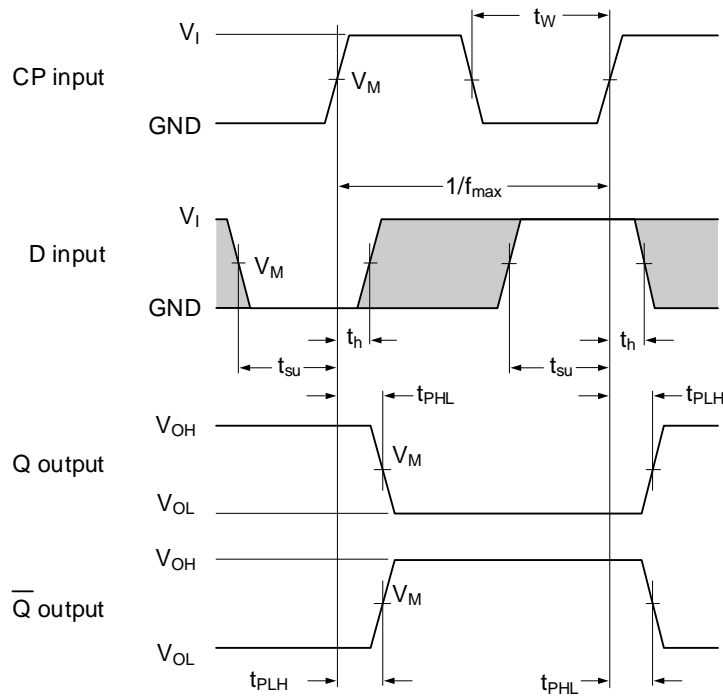 t_W
V_I
CP input
V_M
GND
1/f_max
V_I
D input
V_M
GND
t_h
t_h
t_su
t_su
t_PHL
t_PLH
V_OH
Q output
V_M
V_OL
V_OH
Q̅ output
V_M
V_OL
t_PLH
t_PHL